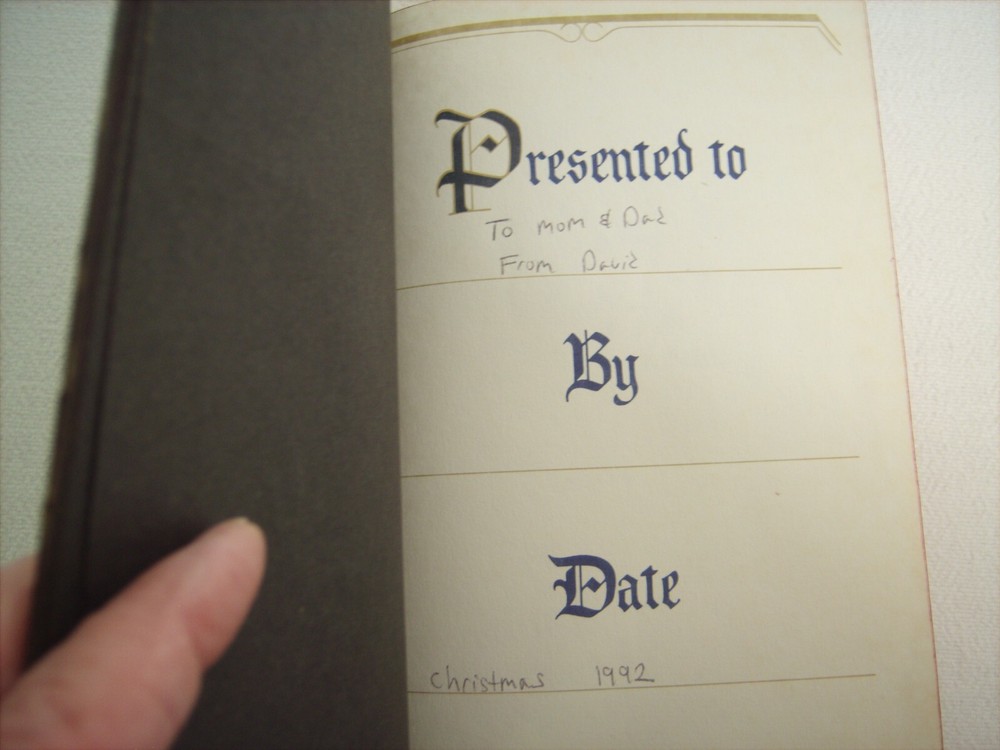 Presented to
To mom & Dad
From David
By
Date
Christmas 1992